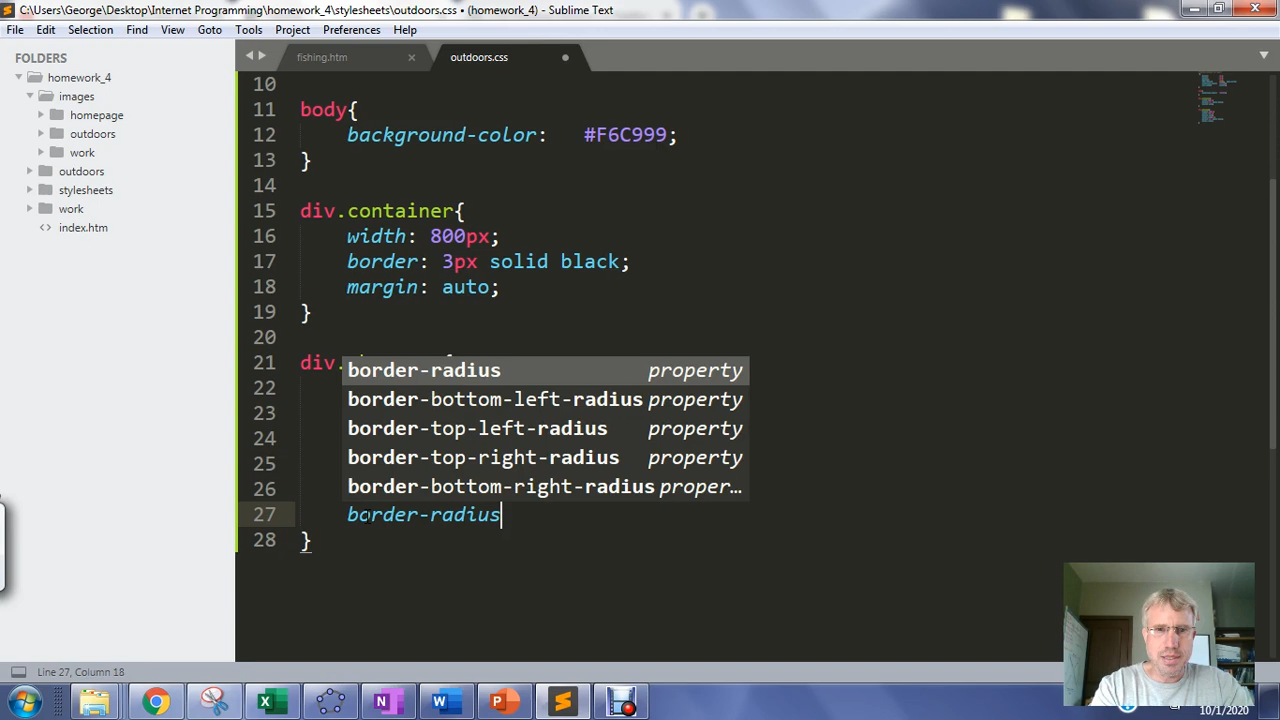 C:\Users\George\Desktop\Internet Programming\homework_4\stylesheets\outdoors.css • (homework_4) - Sublime Text
File Edit Selection Find View Goto Tools Project Preferences Help
FOLDERS
homework_4
images
homepage
outdoors
work
outdoors
stylesheets
work
index.htm
fishing.htm
outdoors.css
10
11 body{
12 background-color: #F6C999;
13 }
14
15 div.container{
16 width: 800px;
17 border: 3px solid black;
18 margin: auto;
19 }
20
21 div.
22
23
24
25
26
border-radius property
border-bottom-left-radius property
border-top-left-radius property
border-top-right-radius property
border-bottom-right-radius proper…
27 border-radius
28 }
Line 27, Column 18
10/1/2020